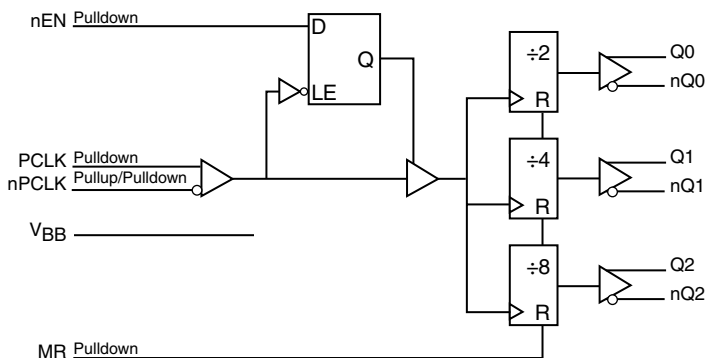 nEN Pulldown
D
Q
LE
÷2
R
Q0
nQ0
PCLK Pulldown
nPCLK Pullup/Pulldown
÷4
R
Q1
nQ1
VBB
÷8
R
Q2
nQ2
MR Pulldown